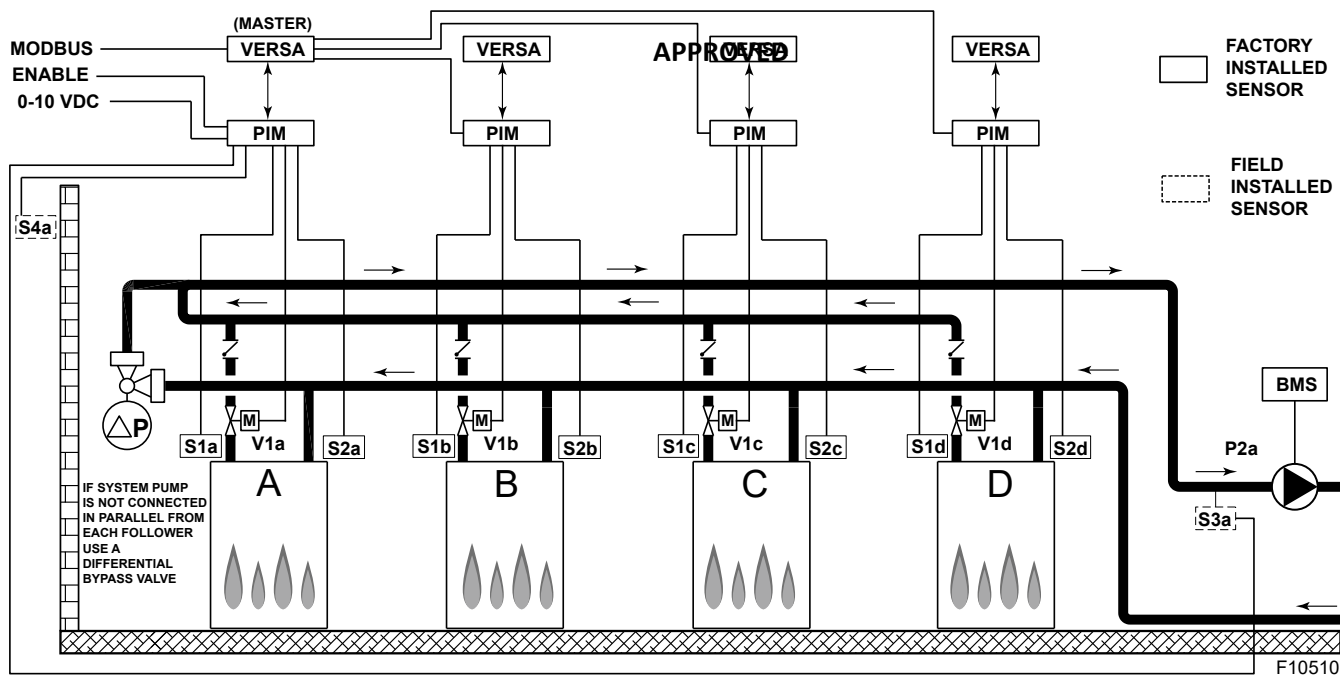 (MASTER)
MODBUS
VERSA
VERSA
VERSA
APPROVED
VERSA
ENABLE
0-10 VDC
PIM
PIM
PIM
PIM
FACTORY
INSTALLED
SENSOR
FIELD
INSTALLED
SENSOR
S4a
ΔP
M
M
M
M
S1a
V1a
S2a
S1b
V1b
S2b
S1c
V1c
S2c
S1d
V1d
S2d
BMS
P2a
S3a
A
B
C
D
IF SYSTEM PUMP
IS NOT CONNECTED
IN PARALLEL FROM
EACH FOLLOWER
USE A
DIFFERENTIAL
BYPASS VALVE
F10510